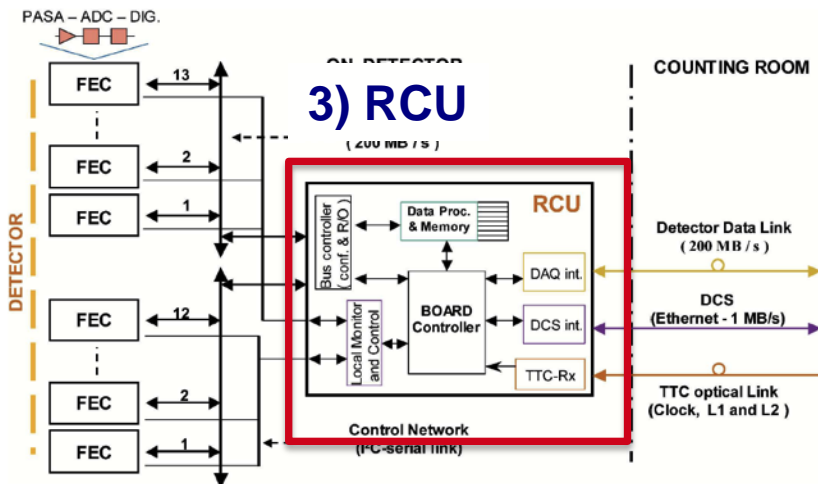 PASA – ADC – DIG.
ON-DETECTOR
COUNTING ROOM
FEC
13
3) RCU
( 200 MB / s )
FEC
2
FEC
1
DETECTOR
RCU
Bus controller
( conf. & R/O )
Data Proc.
& Memory
Detector Data Link
( 200 MB / s )
DAQ int.
FEC
12
Local Monitor
and Control
BOARD
Controller
DCS int.
DCS
(Ethernet - 1 MB/s)
TTC-Rx
TTC optical Link
(Clock, L1 and L2 )
FEC
2
FEC
1
Control Network
(I²C-serial link)